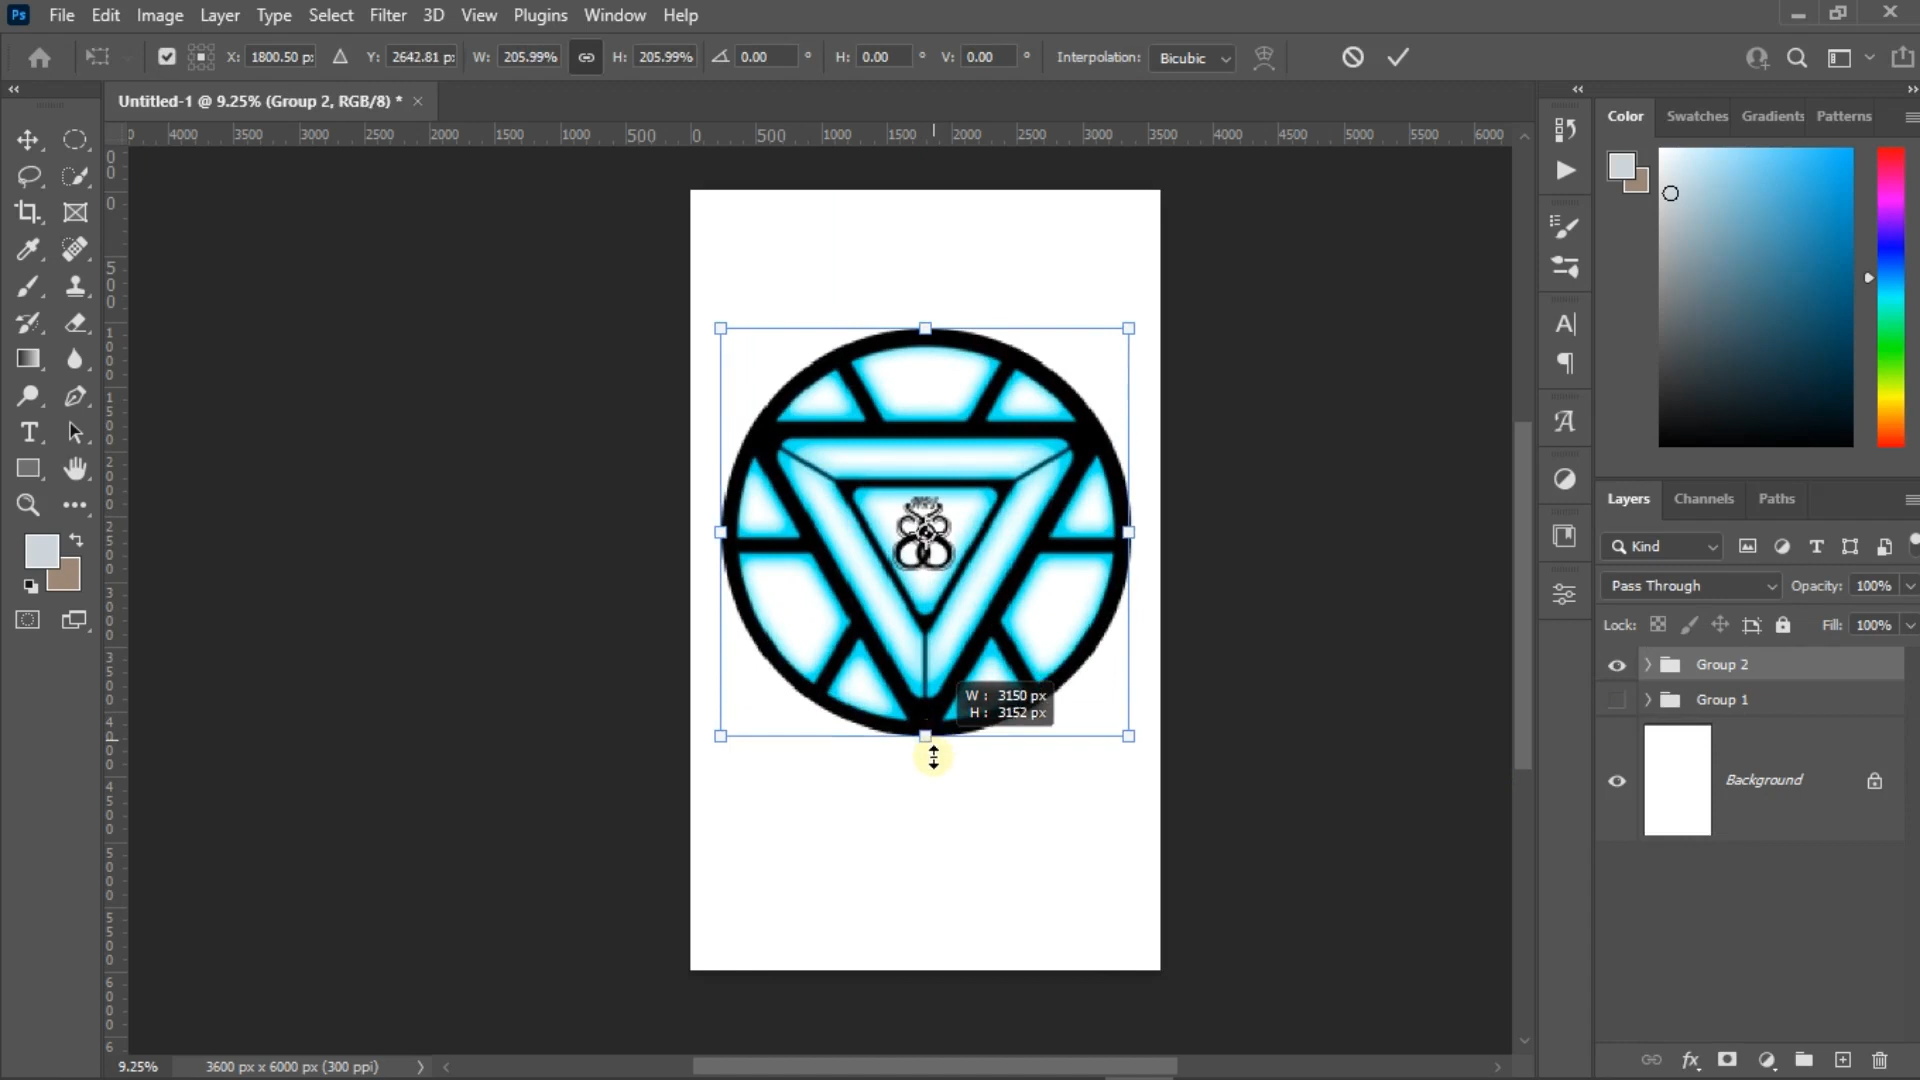 Ps File Edit Image Layer Type Select Filter 3D View Plugins Window Help
X: 1800.50 p: Y: 2642.81 p: W: 205.99% H: 205.99% 0.00 ° H: 0.00 ° V: 0.00 ° Interpolation: Bicubic
Untitled-1 @ 9.25% (Group 2, RGB/8) *
0 4000 3500 3000 2500 2000 1500 1000 500 0 500 1000 1500 2000 2500 3000 3500 4000 4500 5000 5500 6000
Color Swatches Gradients Patterns
W : 3150 px
H : 3152 px
Layers Channels Paths
Kind
Pass Through Opacity: 100%
Lock: Fill: 100%
Group 2
Group 1
Background
9.25% 3600 px x 6000 px (300 ppi)